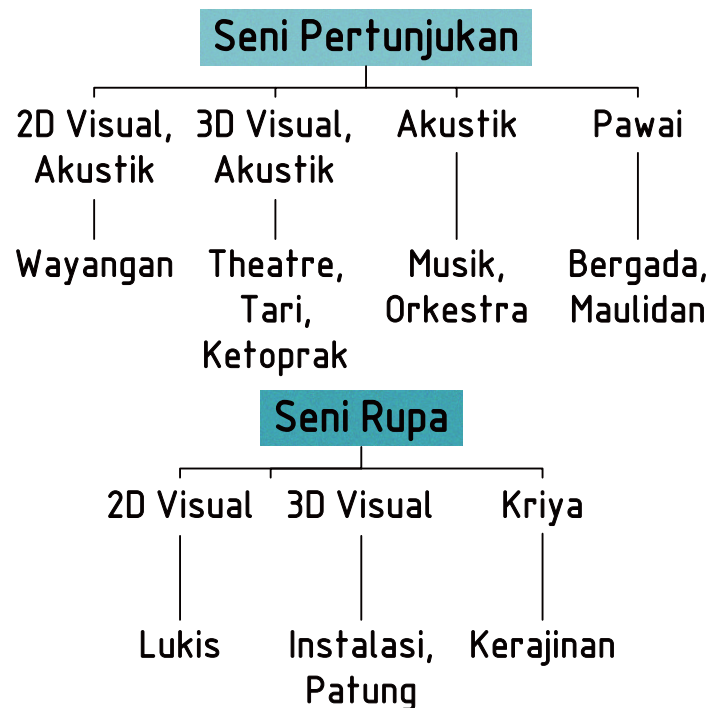 Seni Pertunjukan
2D Visual,
Akustik
3D Visual,
Akustik
Akustik
Pawai
Wayangan
Theatre,
Tari,
Ketoprak
Musik,
Orkestra
Bergada,
Maulidan
Seni Rupa
2D Visual
3D Visual
Kriya
Lukis
Instalasi,
Patung
Kerajinan